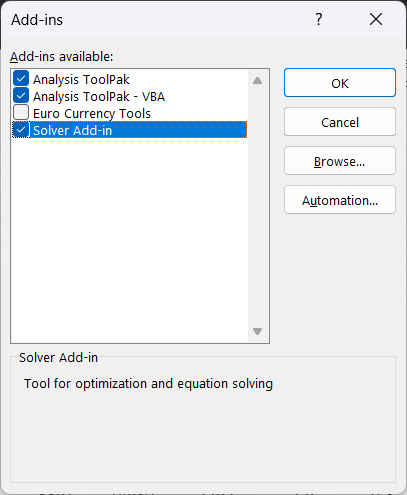 Add-ins
?
Add-ins available:
Analysis ToolPak
Analysis ToolPak - VBA
Euro Currency Tools
Solver Add-in
OK
Cancel
Browse...
Automation...
Solver Add-in
Tool for optimization and equation solving